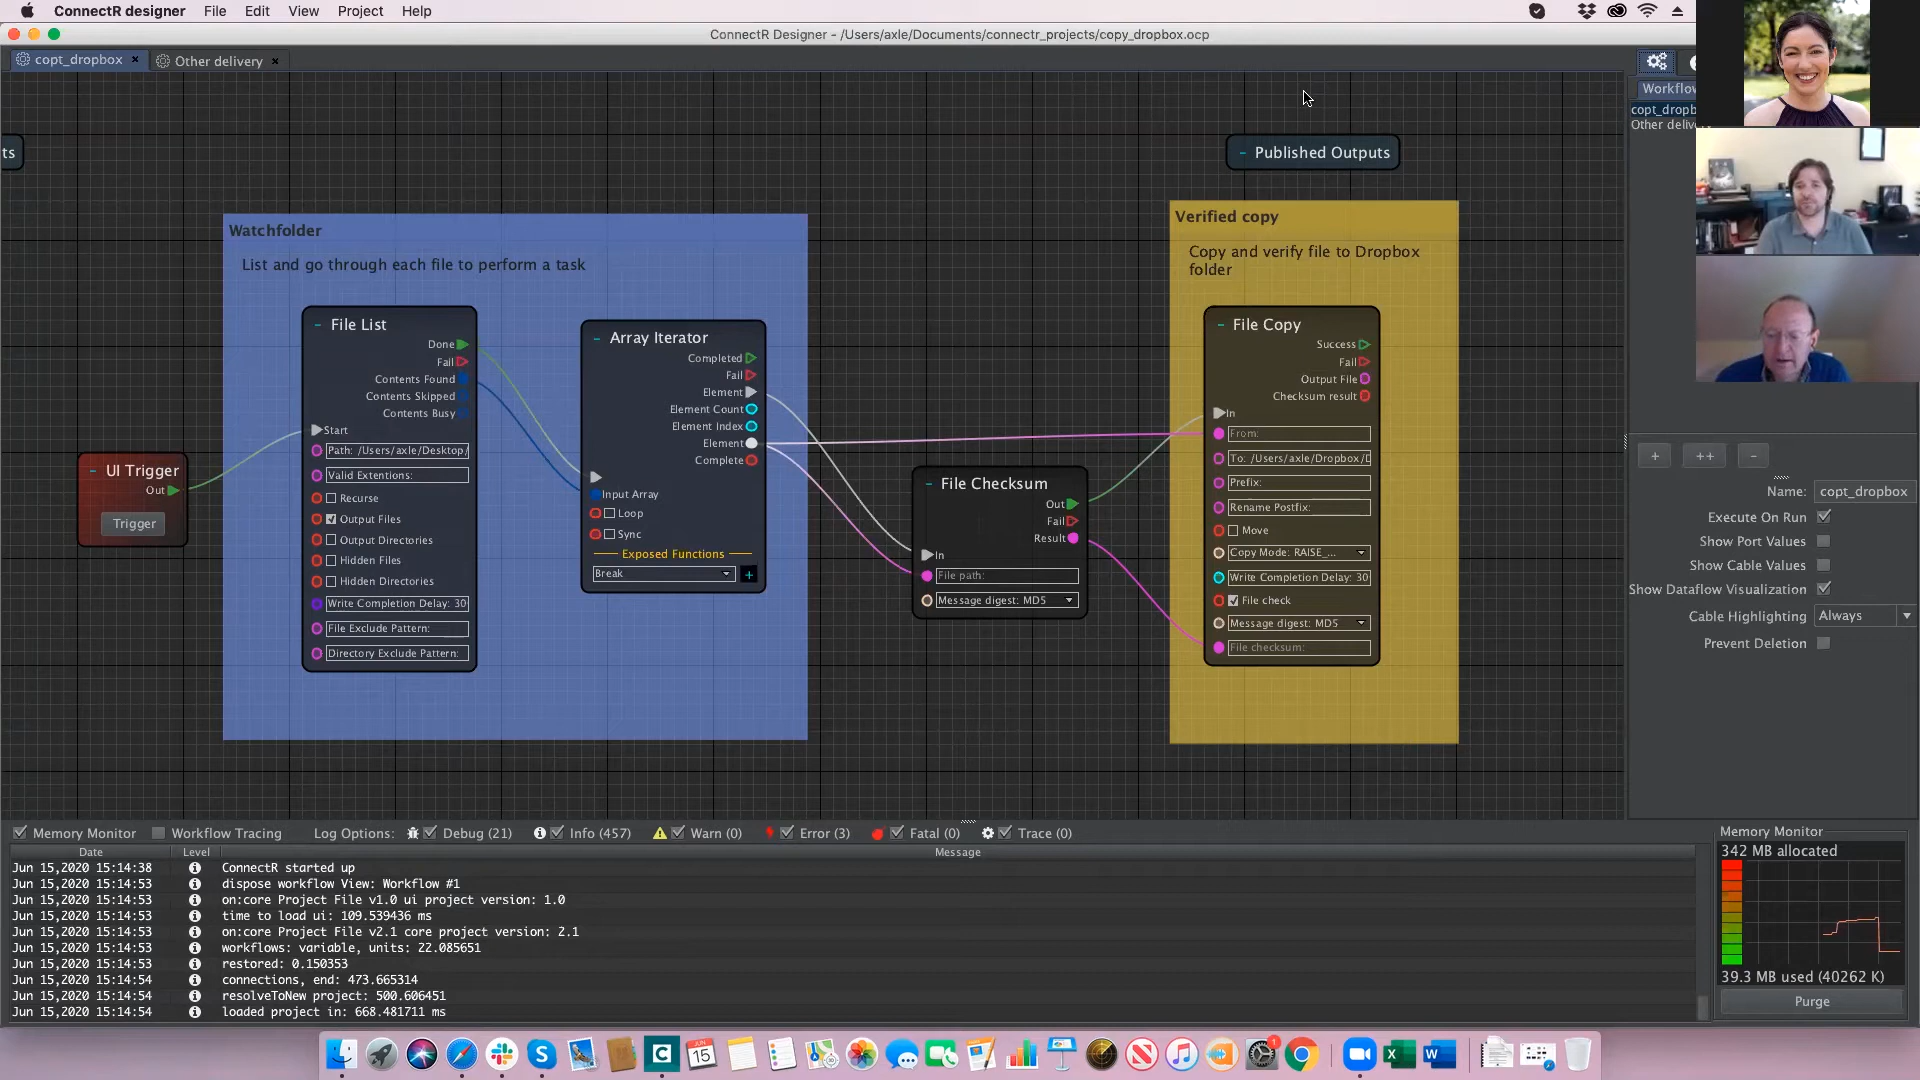 ConnectR designer File Edit View Project Help
ConnectR Designer - /Users/axle/Documents/connectr_projects/copy_dropbox.ocp
copt_dropbox × Other delivery ×
Workflow
copt_dropb
Other deliv
ts
Published Outputs
Watchfolder
List and go through each file to perform a task
Verified copy
Copy and verify file to Dropbox
folder
UI Trigger
Out
Trigger
File List
Done
Fail
Contents Found
Contents Skipped
Contents Busy
Start
Path: /Users/axle/Desktop/
Valid Extentions:
Recurse
Output Files
Output Directories
Hidden Files
Hidden Directories
Write Completion Delay: 30
File Exclude Pattern:
Directory Exclude Pattern:
Array Iterator
Completed
Fail
Element
Element Count
Element Index
Element
Complete
Input Array
Loop
Sync
Exposed Functions
Break +
File Checksum
Out
Fail
Result
In
File path:
Message digest: MD5
File Copy
Success
Fail
Output File
Checksum result
In
From:
To: /Users/axle/Dropbox/D
Prefix:
Rename Postfix:
Move
Copy Mode: RAISE_...
Write Completion Delay: 30
File check
Message digest: MD5
File checksum:
+ ++ -
Name: copt_dropbox
Execute On Run
Show Port Values
Show Cable Values
Show Dataflow Visualization
Cable Highlighting Always
Prevent Deletion
Memory Monitor Workflow Tracing Log Options: Debug (21) Info (457) Warn (0) Error (3) Fatal (0) Trace (0)
Date Level Message
Jun 15,2020 15:14:38 ConnectR started up
Jun 15,2020 15:14:53 dispose workflow View: Workflow #1
Jun 15,2020 15:14:53 on:core Project File v1.0 ui project version: 1.0
Jun 15,2020 15:14:53 time to load ui: 109.539436 ms
Jun 15,2020 15:14:53 on:core Project File v2.1 core project version: 2.1
Jun 15,2020 15:14:53 workflows: variable, units: 22.085651
Jun 15,2020 15:14:53 restored: 0.150353
Jun 15,2020 15:14:54 connections, end: 473.665314
Jun 15,2020 15:14:54 resolveToNew project: 500.606451
Jun 15,2020 15:14:54 loaded project in: 668.481711 ms
Memory Monitor
342 MB allocated
39.3 MB used (40262 K)
Purge
JUN
15